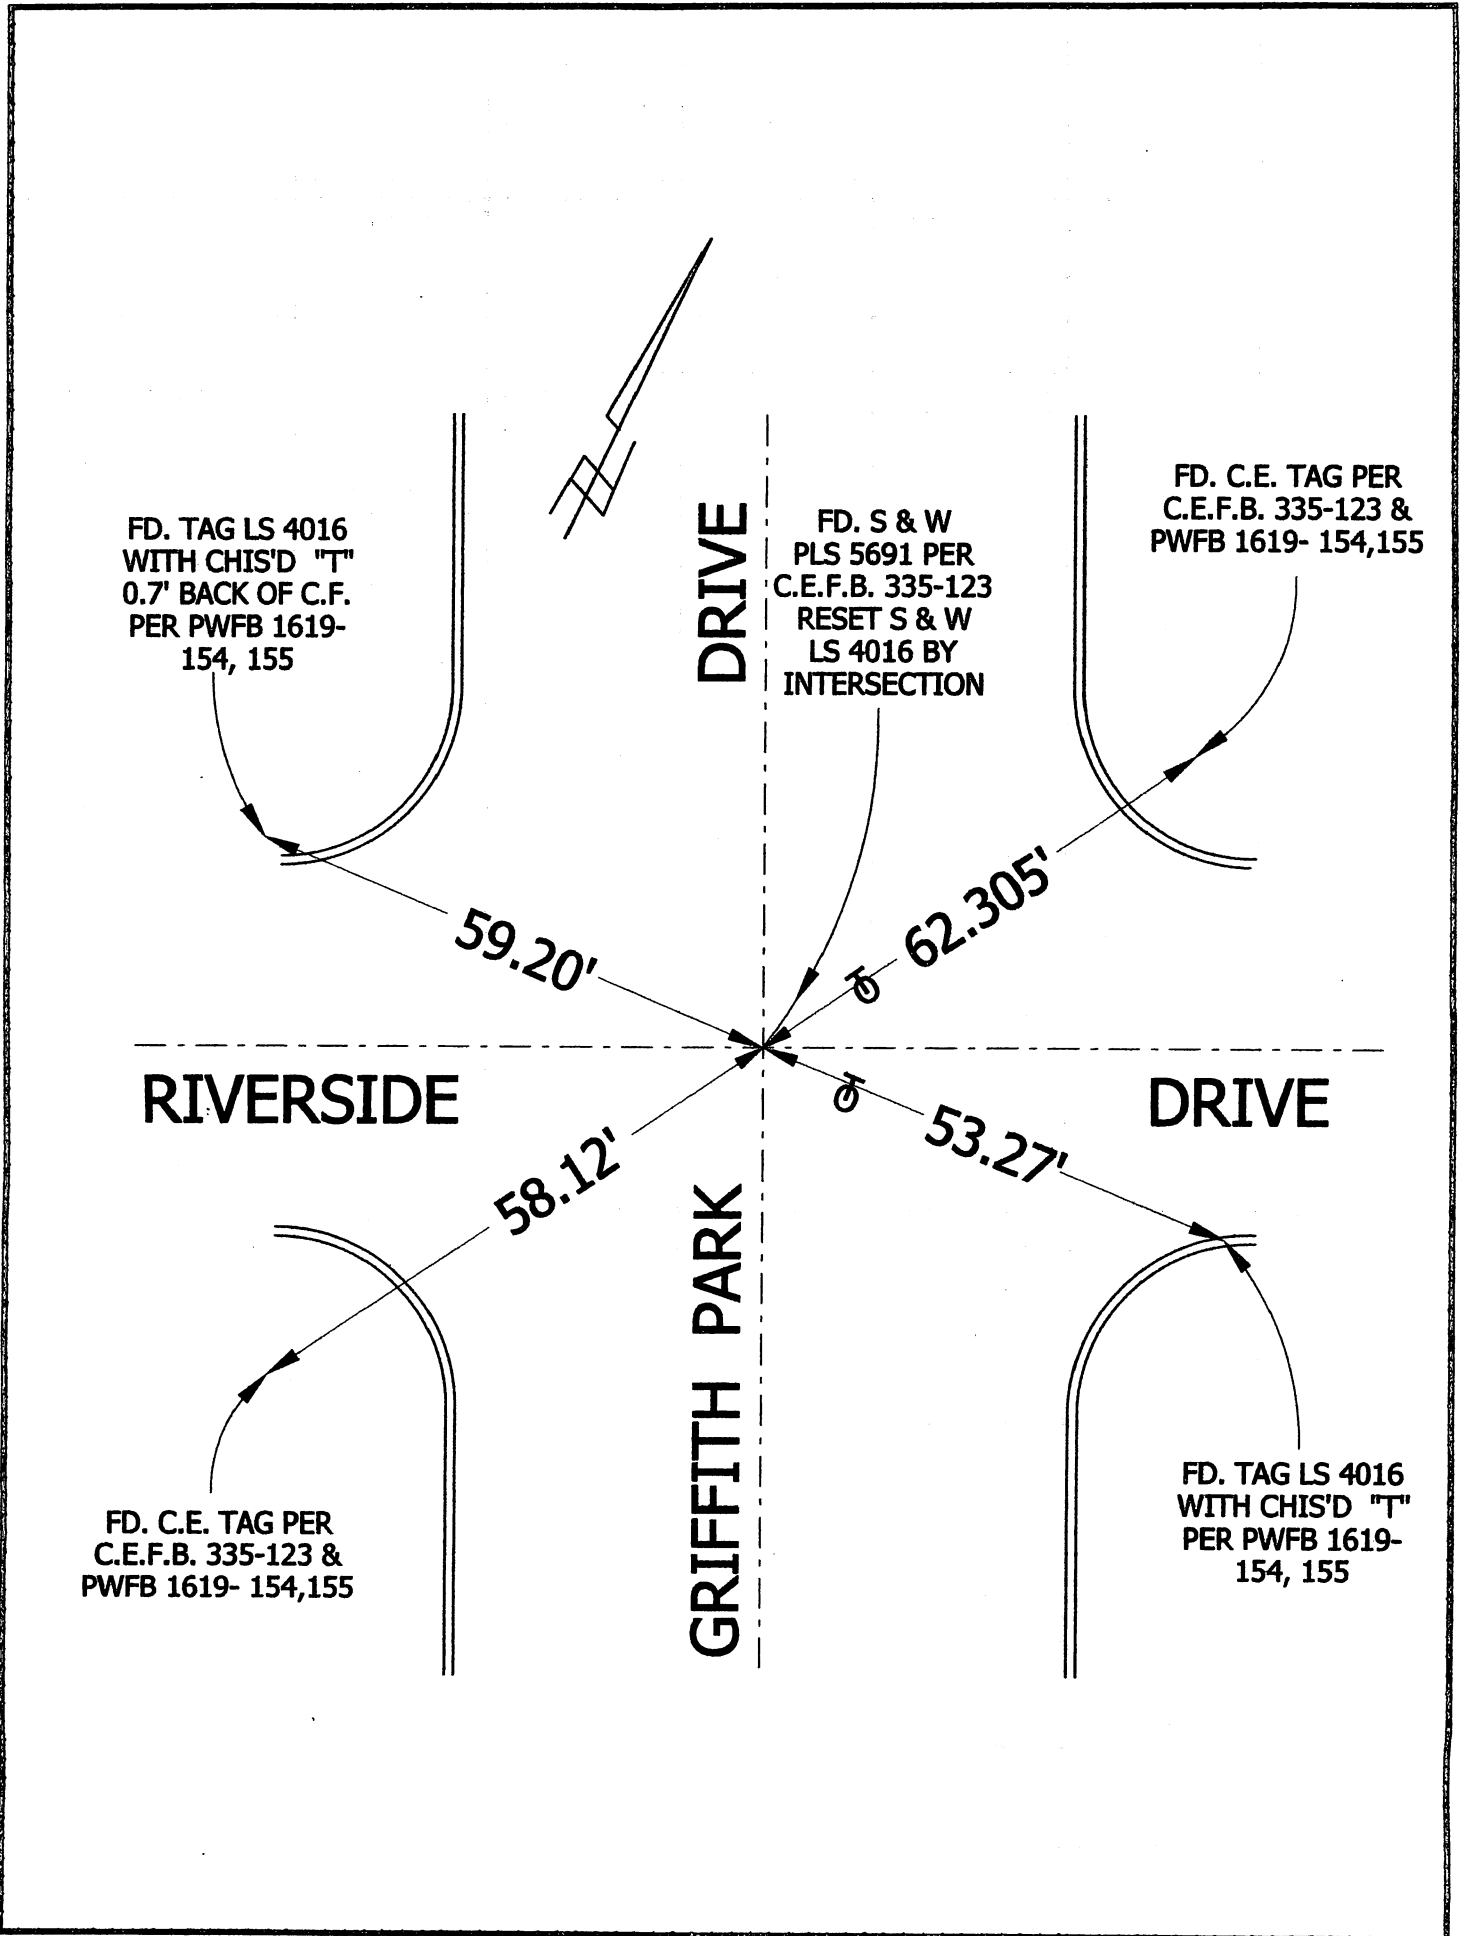 FD. TAG LS 4016
WITH CHIS'D "T"
0.7' BACK OF C.F.
PER PWFB 1619-
154, 155
DRIVE
FD. S & W
PLS 5691 PER
C.E.F.B. 335-123
RESET S & W
LS 4016 BY
INTERSECTION
FD. C.E. TAG PER
C.E.F.B. 335-123 &
PWFB 1619- 154,155
59.20'
62.305'
RIVERSIDE
DRIVE
58.12'
53.27'
GRIFFITH PARK
FD. C.E. TAG PER
C.E.F.B. 335-123 &
PWFB 1619- 154,155
FD. TAG LS 4016
WITH CHIS'D "T"
PER PWFB 1619-
154, 155